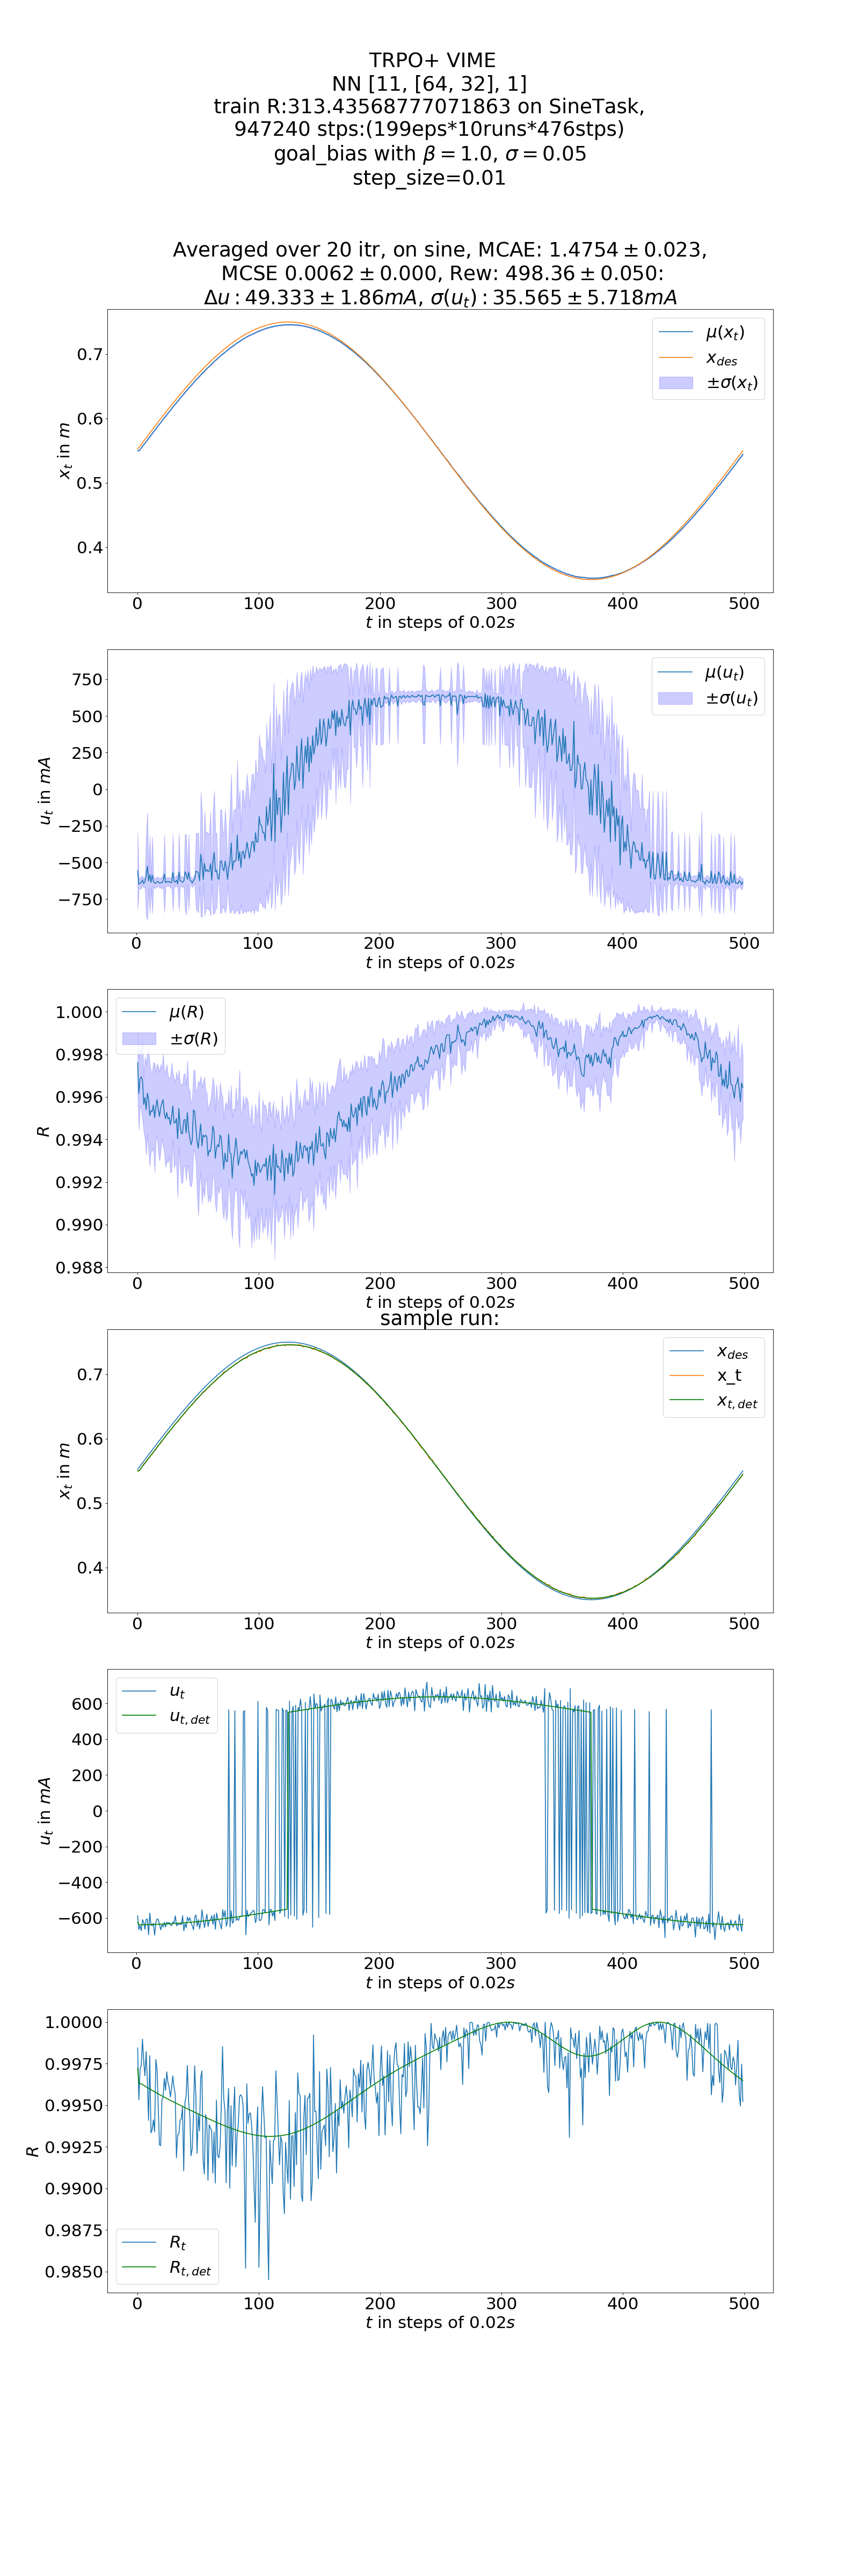 TRPO+ VIME
NN [11, [64, 32], 1]
train R:313.43568777071863 on SineTask,
947240 stps:(199eps*10runs*476stps)
goal_bias with β = 1.0, σ = 0.05
step_size=0.01
Averaged over 20 itr, on sine, MCAE: 1.4754 ± 0.023,
MCSE 0.0062 ± 0.000, Rew: 498.36 ± 0.050:
Δu : 49.333 ± 1.86mA, σ(u_t) : 35.565 ± 5.718mA
μ(x_t)
x_des
±σ(x_t)
x_t in m
0.7
0.6
0.5
0.4
0 100 200 300 400 500
t in steps of 0.02s
μ(u_t)
±σ(u_t)
u_t in mA
750
500
250
0
−250
−500
−750
0 100 200 300 400 500
t in steps of 0.02s
μ(R)
±σ(R)
R
1.000
0.998
0.996
0.994
0.992
0.990
0.988
0 100 200 300 400 500
t in steps of 0.02s
sample run:
x_des
x_t
x_t,det
x_t in m
0.7
0.6
0.5
0.4
0 100 200 300 400 500
t in steps of 0.02s
u_t
u_t,det
u_t in mA
600
400
200
0
−200
−400
−600
0 100 200 300 400 500
t in steps of 0.02s
R
1.0000
0.9975
0.9950
0.9925
0.9900
0.9875
0.9850
R_t
R_t,det
0 100 200 300 400 500
t in steps of 0.02s